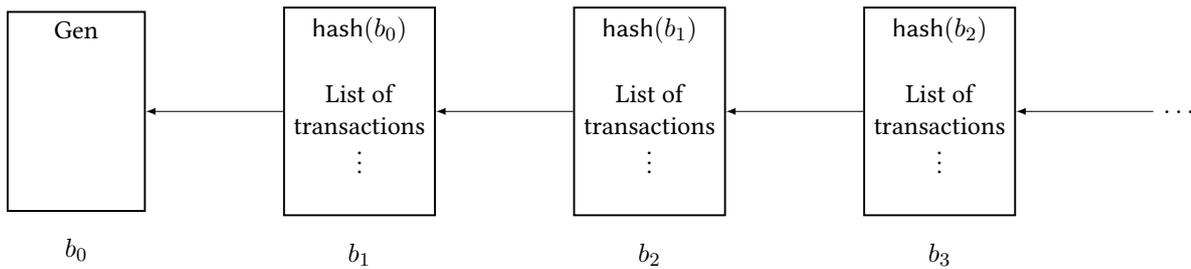 Gen
hash(b₀)
List of
transactions
⋮
hash(b₁)
List of
transactions
⋮
hash(b₂)
List of
transactions
⋮
···
b₀
b₁
b₂
b₃